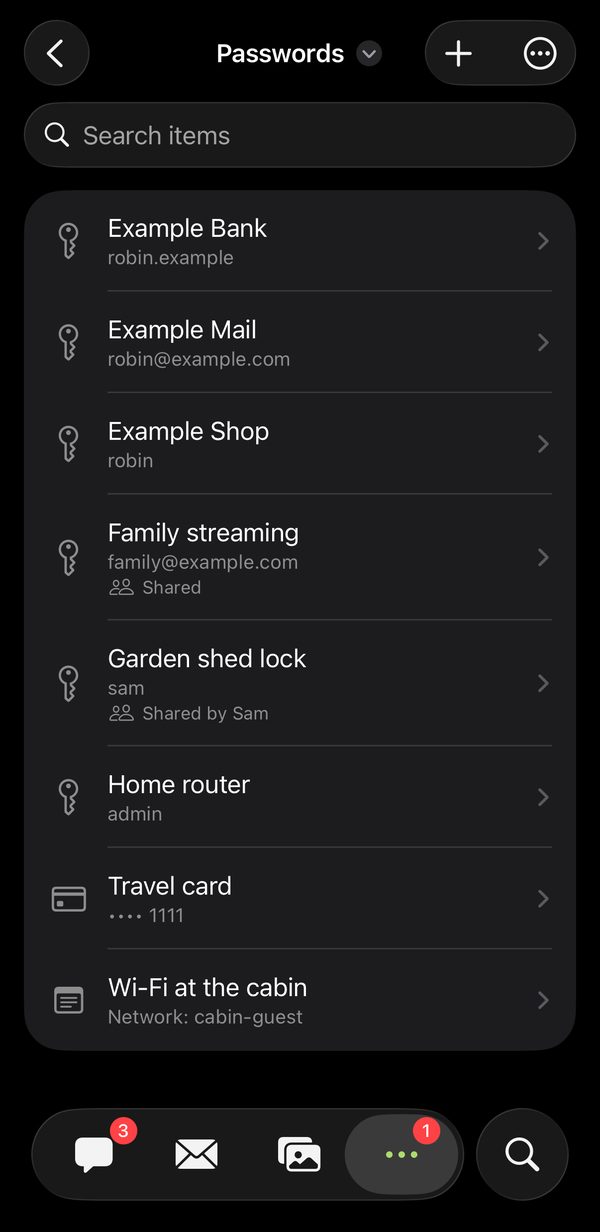 Passwords
Search items
Example Bank
robin.example
Example Mail
robin@example.com
Example Shop
robin
Family streaming
family@example.com
Shared
Garden shed lock
sam
Shared by Sam
Home router
admin
Travel card
•••• 1111
Wi-Fi at the cabin
Network: cabin-guest
3
1